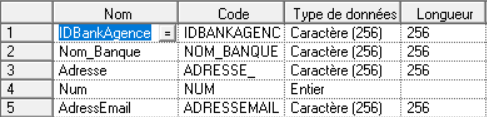 Nom Code Type de données Longueur
1 IDBankAgence = IDBANKAGENC Caractère (256) 256
2 Nom_Banque NOM_BANQUE Caractère (256) 256
3 Adresse ADRESSE_ Caractère (256) 256
4 Num NUM Entier
5 AdressEmail ADRESSEMAIL Caractère (256) 256